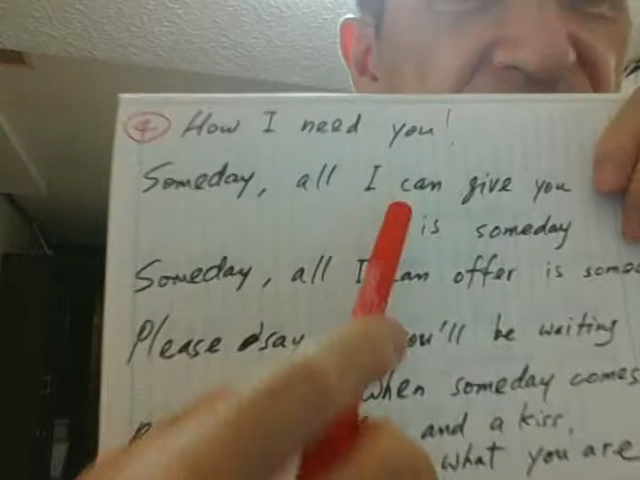 4 How I need you!
Someday, all I can give you
is someday
Someday, all I can offer is
Please say you'll be waiting
when someday comes
and a kiss,
what you are